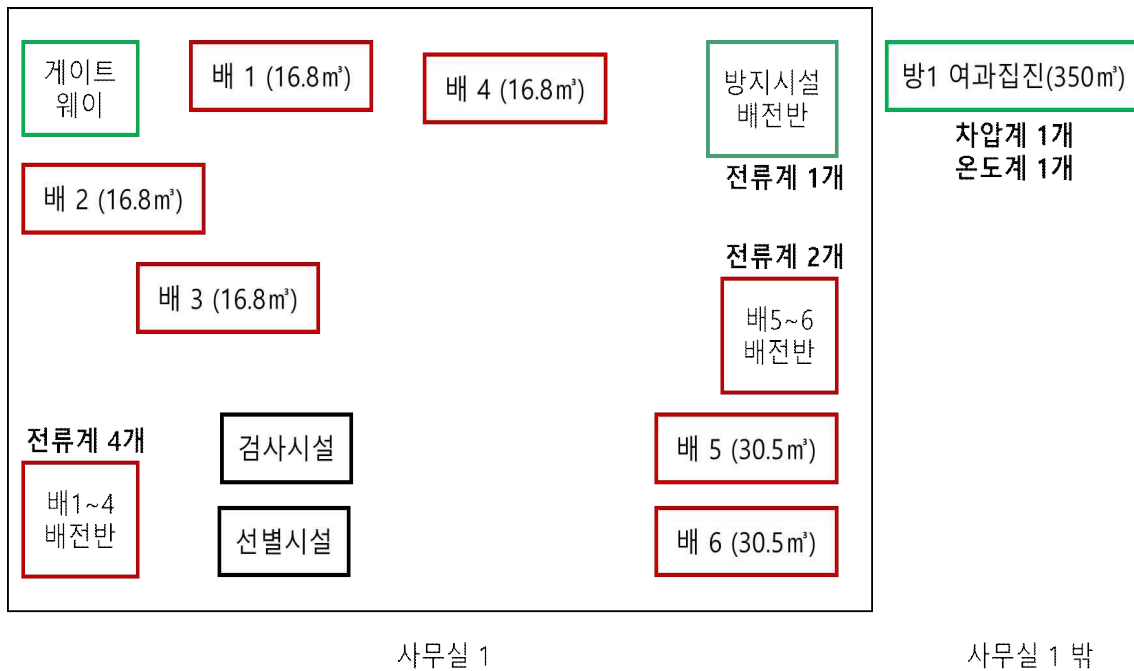 게이트
웨이
배 1 (16.8㎥)
배 4 (16.8㎥)
방지시설
배전반
전류계 1개
방1 여과집진(350㎥)
차압계 1개
온도계 1개
배 2 (16.8㎥)
배 3 (16.8㎥)
전류계 2개
배5~6
배전반
전류계 4개
배1~4
배전반
검사시설
선별시설
배 5 (30.5㎥)
배 6 (30.5㎥)
사무실 1
사무실 1 밖